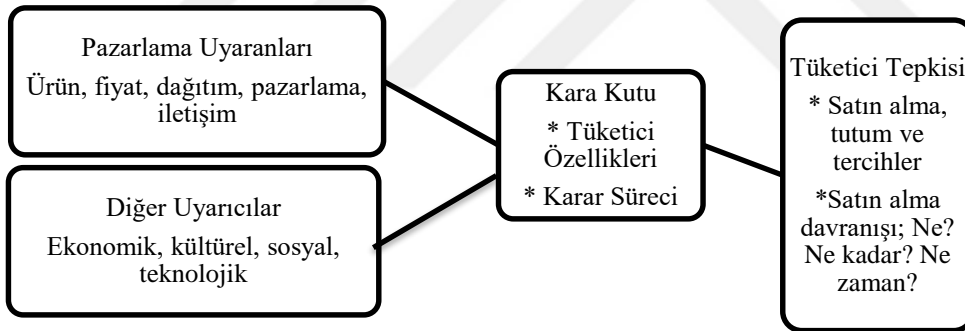 Pazarlama Uyaranları
Ürün, fiyat, dağıtım, pazarlama,
iletişim
Diğer Uyarıcılar
Ekonomik, kültürel, sosyal,
teknolojik
Kara Kutu
* Tüketici
Özellikleri
* Karar Süreci
Tüketici Tepkisi
* Satın alma,
tutum ve
tercihler
*Satın alma
davranışı; Ne?
Ne kadar? Ne
zaman?